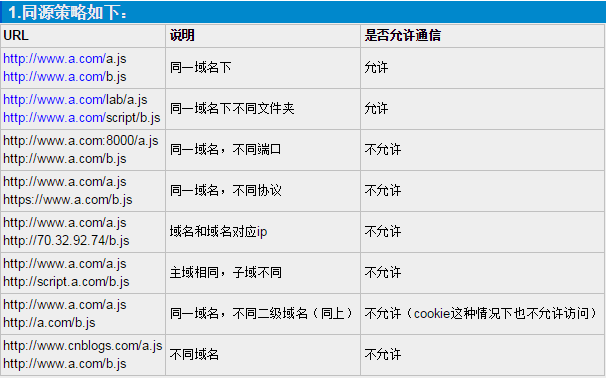 1.同源策略如下：
URL 说明 是否允许通信
http://www.a.com/a.js
http://www.a.com/b.js
同一域名下 允许
http://www.a.com/lab/a.js
http://www.a.com/script/b.js
同一域名下不同文件夹 允许
http://www.a.com:8000/a.js
http://www.a.com/b.js
同一域名，不同端口 不允许
http://www.a.com/a.js
https://www.a.com/b.js
同一域名，不同协议 不允许
http://www.a.com/a.js
http://70.32.92.74/b.js
域名和域名对应ip 不允许
http://www.a.com/a.js
http://script.a.com/b.js
主域相同，子域不同 不允许
http://www.a.com/a.js
http://a.com/b.js
同一域名，不同二级域名（同上） 不允许（cookie这种情况下也不允许访问）
http://www.cnblogs.com/a.js
http://www.a.com/b.js
不同域名 不允许